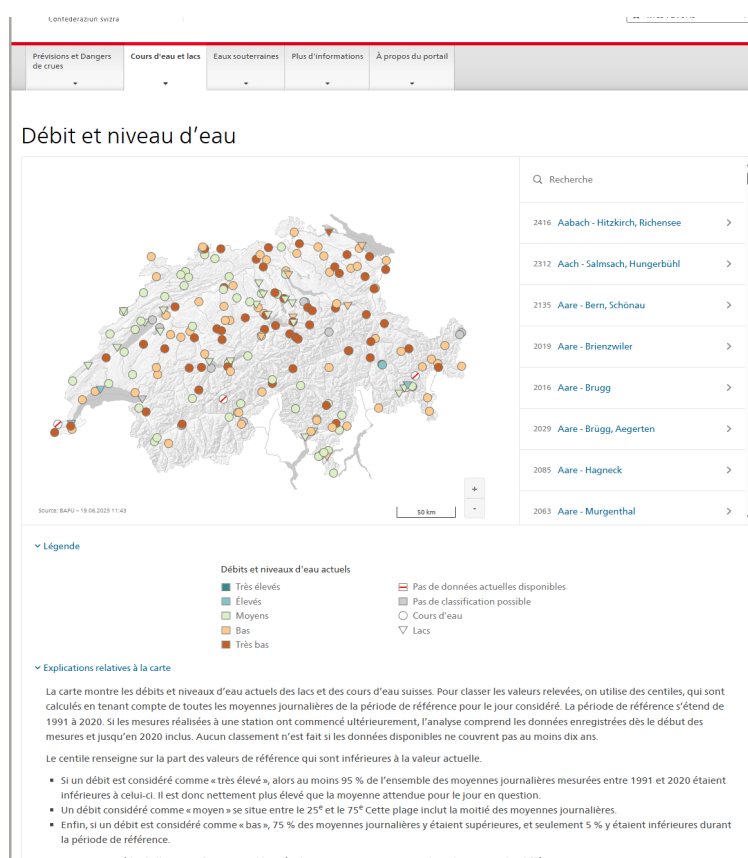 Confederaziun svizra
Prévisions et Dangers de crues
Cours d'eau et lacs
Eaux souterraines
Plus d'informations
À propos du portail
Débit et niveau d'eau
Recherche
2416 Aabach - Hitzkirch, Richensee
2312 Aach - Salmsach, Hungerbühl
2135 Aare - Bern, Schönau
2019 Aare - Brienzwiler
2016 Aare - Brugg
2029 Aare - Brügg, Aegerten
2085 Aare - Hagneck
2063 Aare - Murgenthal
+
-
50 km
Source: BAFU – 19.06.2025 11:43
Légende
Débits et niveaux d'eau actuels
Très élevés
Élevés
Moyens
Bas
Très bas
Pas de données actuelles disponibles
Pas de classification possible
Cours d'eau
Lacs
Explications relatives à la carte
La carte montre les débits et niveaux d'eau actuels des lacs et des cours d'eau suisses. Pour classer les valeurs relevées, on utilise des centiles, qui sont
calculés en tenant compte de toutes les moyennes journalières de la période de référence pour le jour considéré. La période de référence s'étend de
1991 à 2020. Si les mesures réalisées à une station ont commencé ultérieurement, l'analyse comprend les données enregistrées dès le début des
mesures et jusqu'en 2020 inclus. Aucun classement n'est fait si les données disponibles ne couvrent pas au moins dix ans.
Le centile renseigne sur la part des valeurs de référence qui sont inférieures à la valeur actuelle.
▪ Si un débit est considéré comme « très élevé », alors au moins 95 % de l'ensemble des moyennes journalières mesurées entre 1991 et 2020 étaient
inférieures à celui-ci. Il est donc nettement plus élevé que la moyenne attendue pour le jour en question.
▪ Un débit considéré comme « moyen » se situe entre le 25e et le 75e Cette plage inclut la moitié des moyennes journalières.
▪ Enfin, si un débit est considéré comme « bas », 75 % des moyennes journalières y étaient supérieures, et seulement 5 % y étaient inférieures durant
la période de référence.